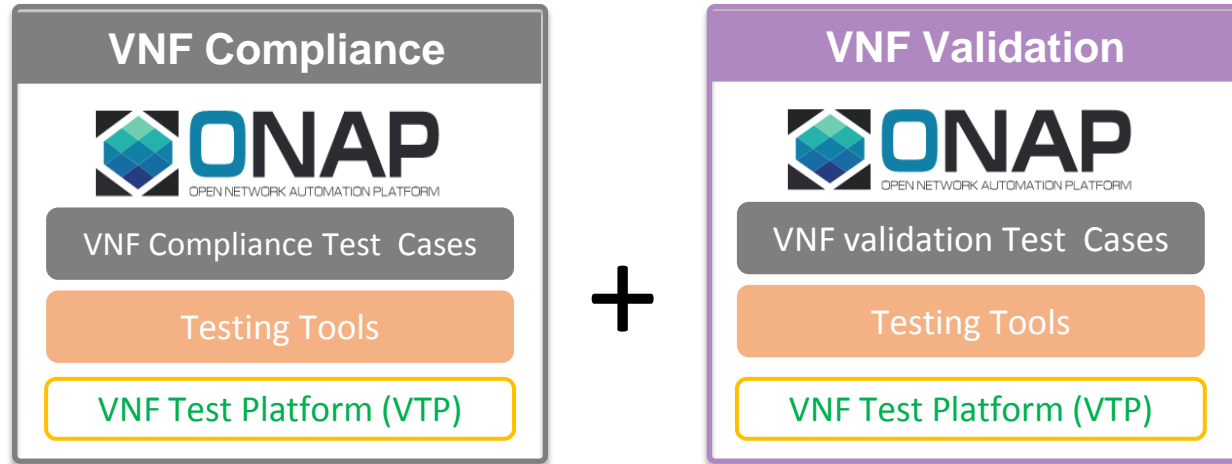 VNF Compliance
ONAP
OPEN NETWORK AUTOMATION PLATFORM
VNF Compliance Test Cases
Testing Tools
VNF Test Platform (VTP)
+
VNF Validation
ONAP
OPEN NETWORK AUTOMATION PLATFORM
VNF validation Test Cases
Testing Tools
VNF Test Platform (VTP)